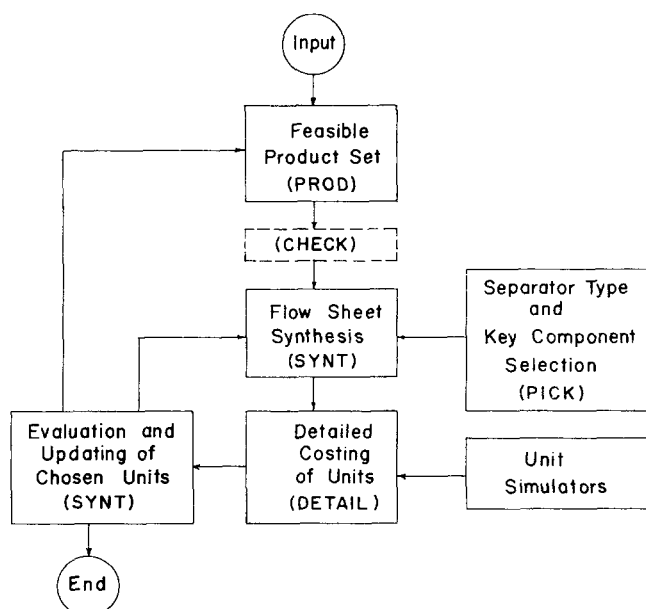 Input
Feasible
Product Set
(PROD)
(CHECK)
Flow Sheet
Synthesis
(SYNT)
Separator Type
and
Key Component
Selection
(PICK)
Evaluation and
Updating of
Chosen Units
(SYNT)
Detailed
Costing
of Units
(DETAIL)
Unit
Simulators
End